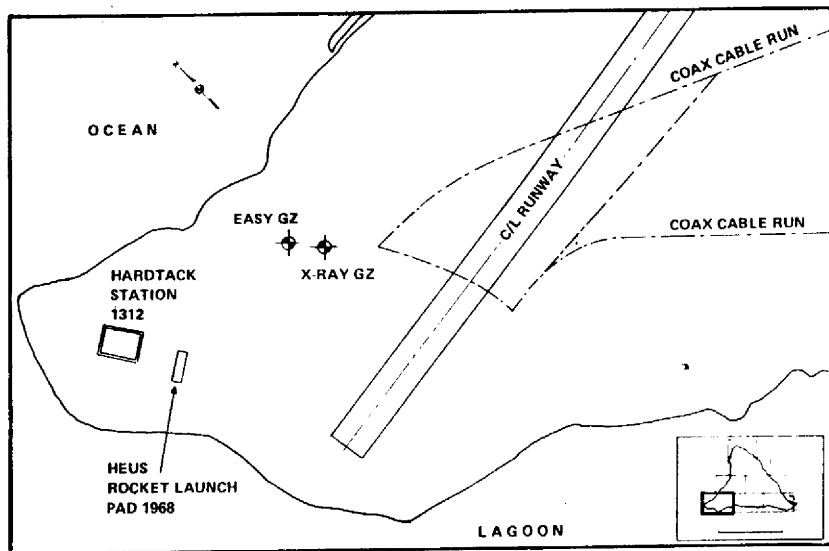 COAX CABLE RUN
OCEAN
C/L RUNWAY
EASY GZ
X-RAY GZ
COAX CABLE RUN
HARDTACK
STATION
1312
HEUS
ROCKET LAUNCH
PAD 1968
LAGOON